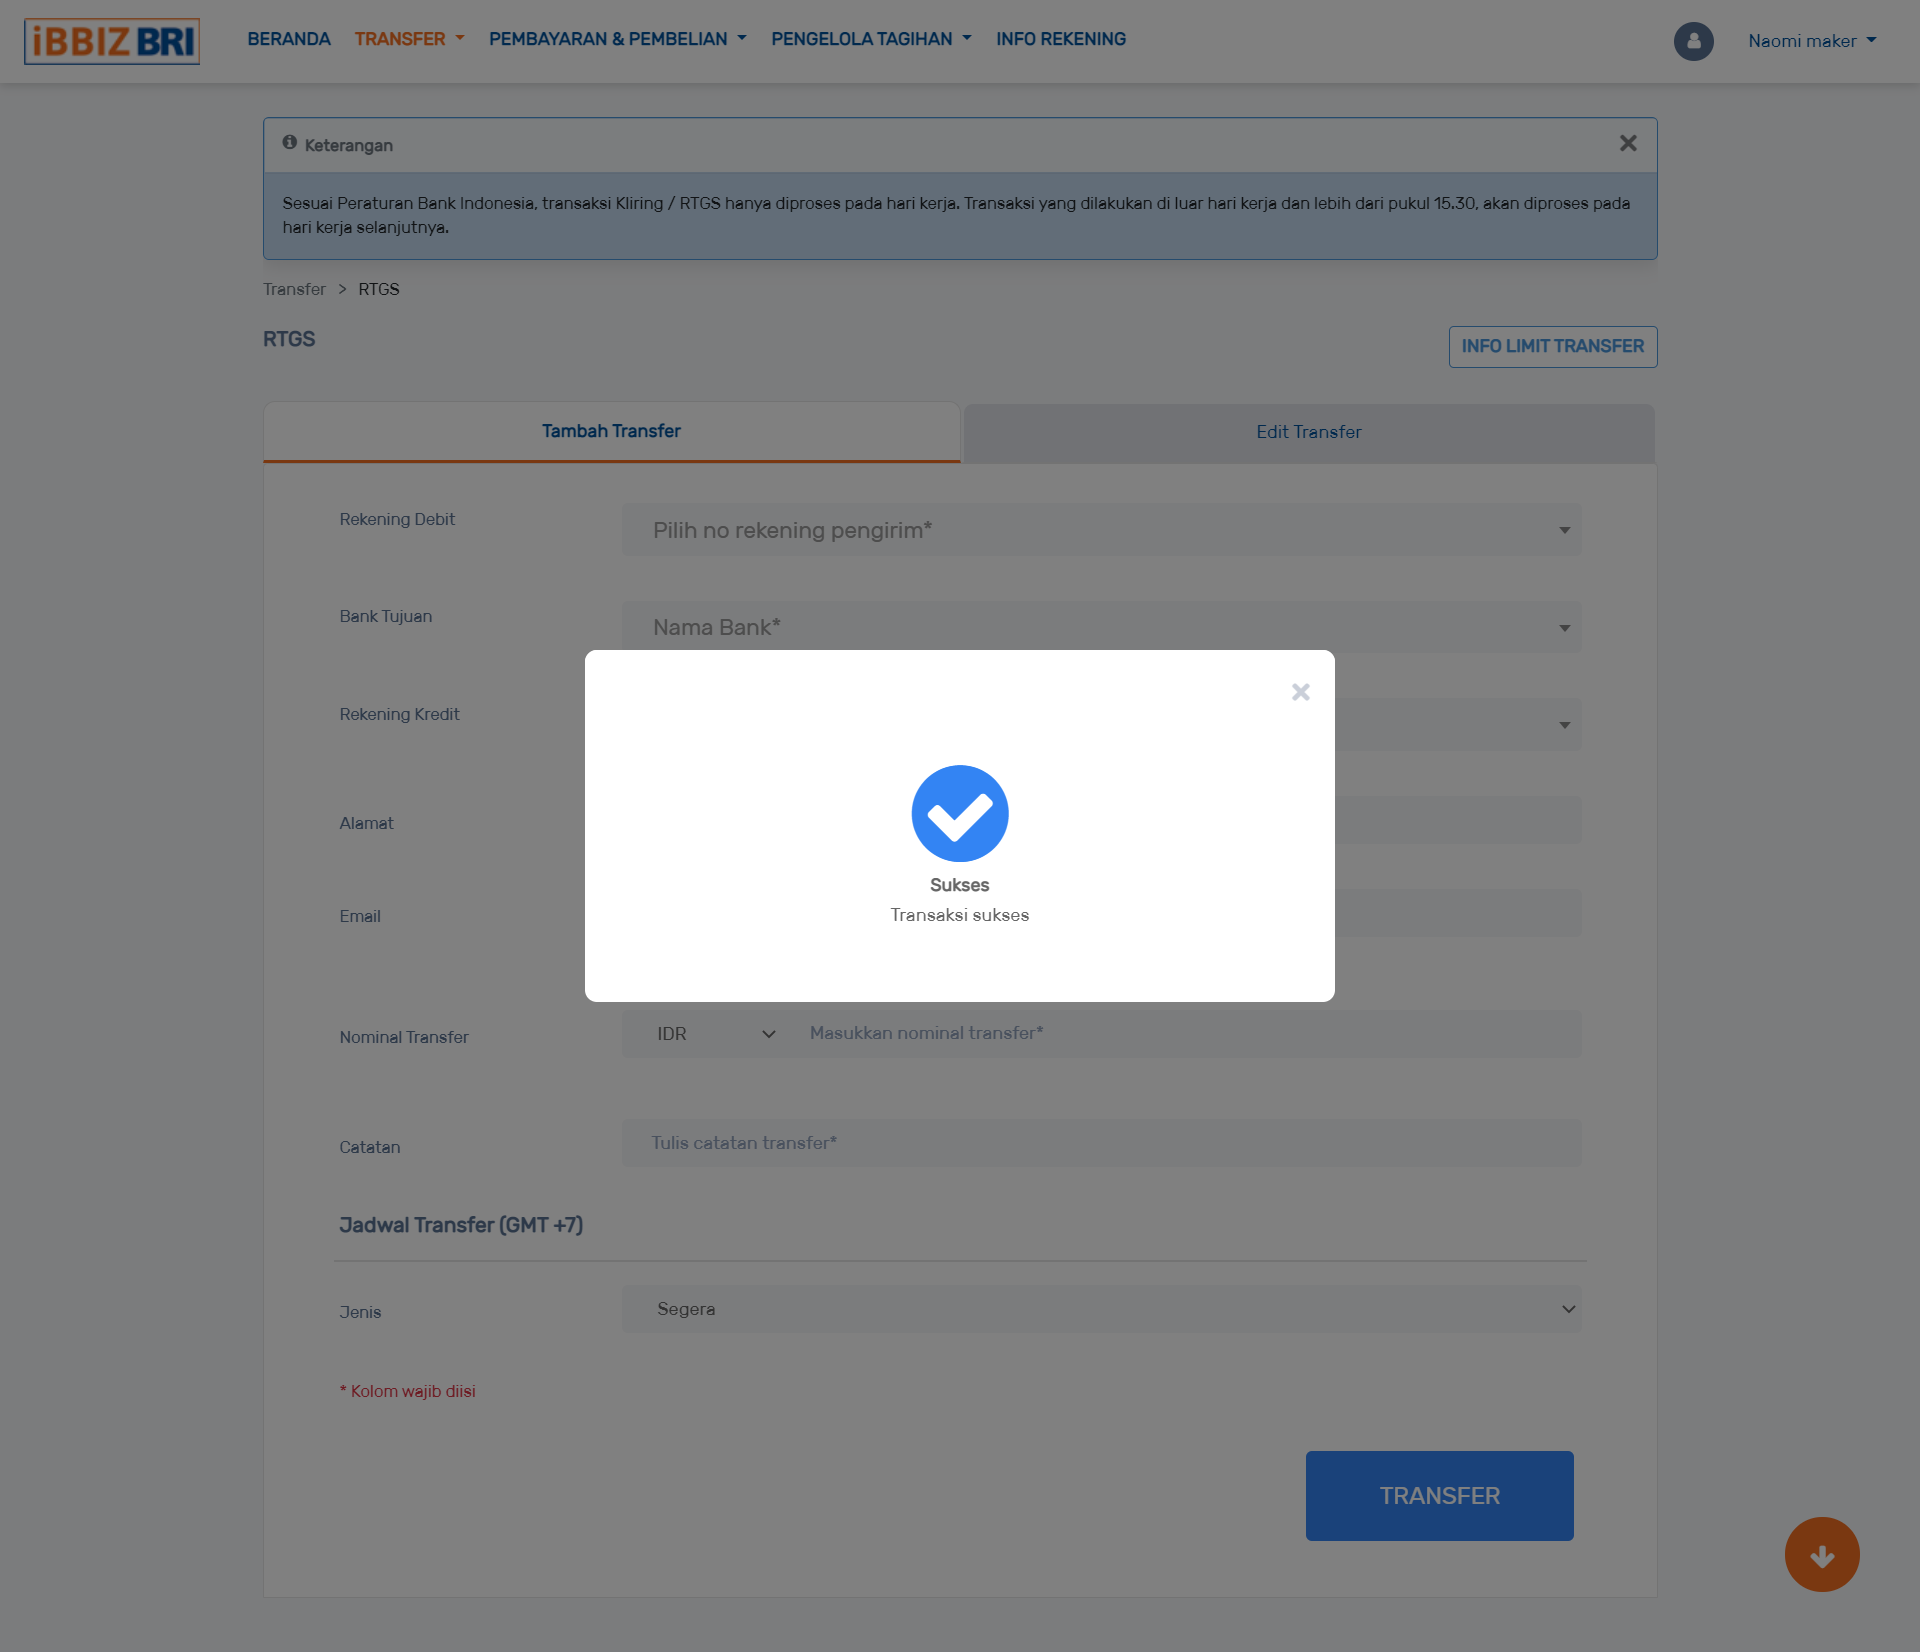 iBBIZ BRI
BERANDA TRANSFER PEMBAYARAN & PEMBELIAN PENGELOLA TAGIHAN INFO REKENING Naomi maker
Keterangan
Sesuai Peraturan Bank Indonesia, transaksi Kliring / RTGS hanya diproses pada hari kerja. Transaksi yang dilakukan di luar hari kerja dan lebih dari pukul 15.30, akan diproses pada
hari kerja selanjutnya.
Transfer > RTGS
RTGS
INFO LIMIT TRANSFER
Tambah Transfer Edit Transfer
Rekening Debit Pilih no rekening pengirim*
Bank Tujuan Nama Bank*
Rekening Kredit
Alamat
Sukses
Transaksi sukses
Email
Nominal Transfer IDR Masukkan nominal transfer*
Catatan Tulis catatan transfer*
Jadwal Transfer (GMT +7)
Jenis Segera
* Kolom wajib diisi
TRANSFER